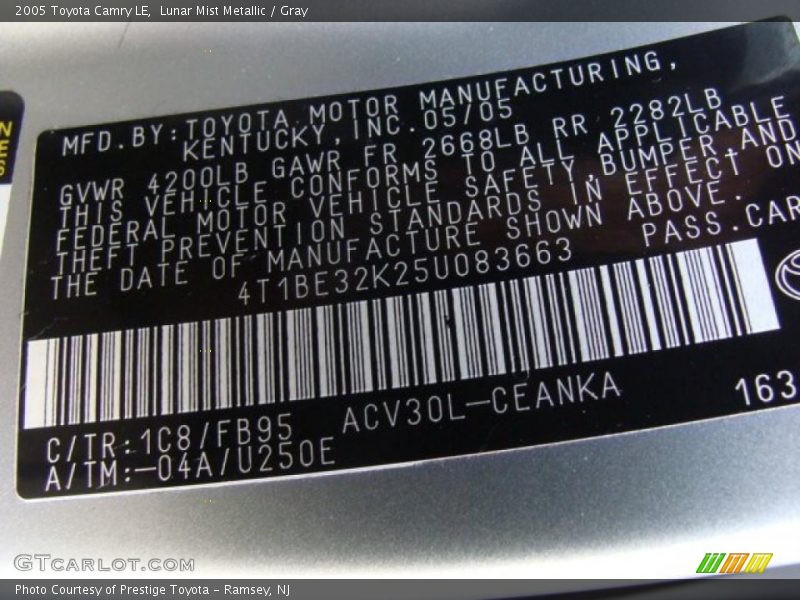 2005 Toyota Camry LE,  Lunar Mist Metallic / Gray
MFD.BY:TOYOTA MOTOR MANUFACTURING,
KENTUCKY,INC.05/05
GVWR 4200LB GAWR FR 2668LB RR 2282LB
THIS VEHICLE CONFORMS TO ALL APPLICABLE
FEDERAL MOTOR VEHICLE SAFETY,BUMPER,AND
THEFT PREVENTION STANDARDS IN EFFECT ON
THE DATE OF MANUFACTURE SHOWN ABOVE.
4T1BE32K25U083663 PASS.CAR
C/TR:1C8/FB95 ACV30L-CEANKA 163
A/TM:-04A/U250E
GTCARLOT.COM
Photo Courtesy of Prestige Toyota - Ramsey, NJ